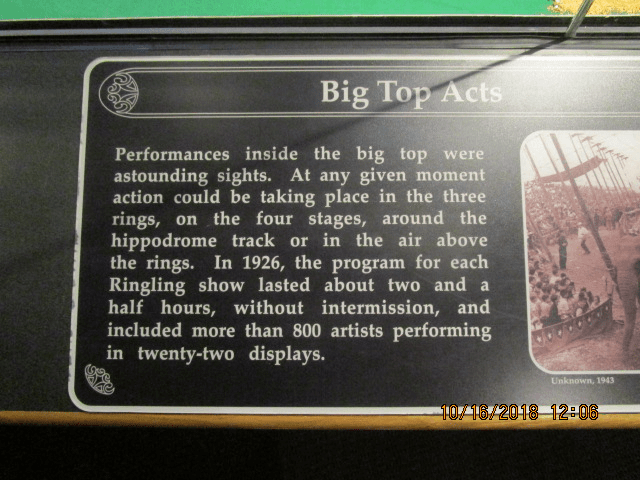 Big Top Acts
Performances inside the big top were
astounding sights. At any given moment
action could be taking place in the three
rings, on the four stages, around the
hippodrome track or in the air above
the rings. In 1926, the program for each
Ringling show lasted about two and a
half hours, without intermission, and
included more than 800 artists performing
in twenty-two displays.
Unknown, 1943
10/16/2018 12:06